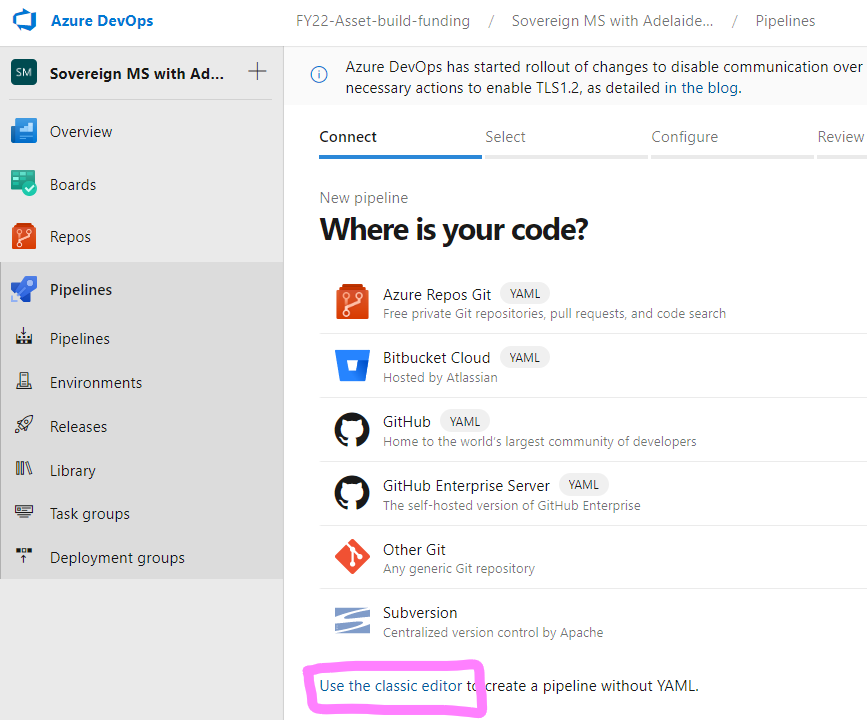 Azure DevOps
FY22-Asset-build-funding / Sovereign MS with Adelaide... / Pipelines
SM Sovereign MS with Ad... +
Overview
Boards
Repos
Pipelines
Pipelines
Environments
Releases
Library
Task groups
Deployment groups
Azure DevOps has started rollout of changes to disable communication over
necessary actions to enable TLS1.2, as detailed in the blog.
Connect Select Configure Review
New pipeline
Where is your code?
Azure Repos Git YAML
Free private Git repositories, pull requests, and code search
Bitbucket Cloud YAML
Hosted by Atlassian
GitHub YAML
Home to the world's largest community of developers
GitHub Enterprise Server YAML
The self-hosted version of GitHub Enterprise
Other Git
Any generic Git repository
Subversion
Centralized version control by Apache
Use the classic editor to create a pipeline without YAML.